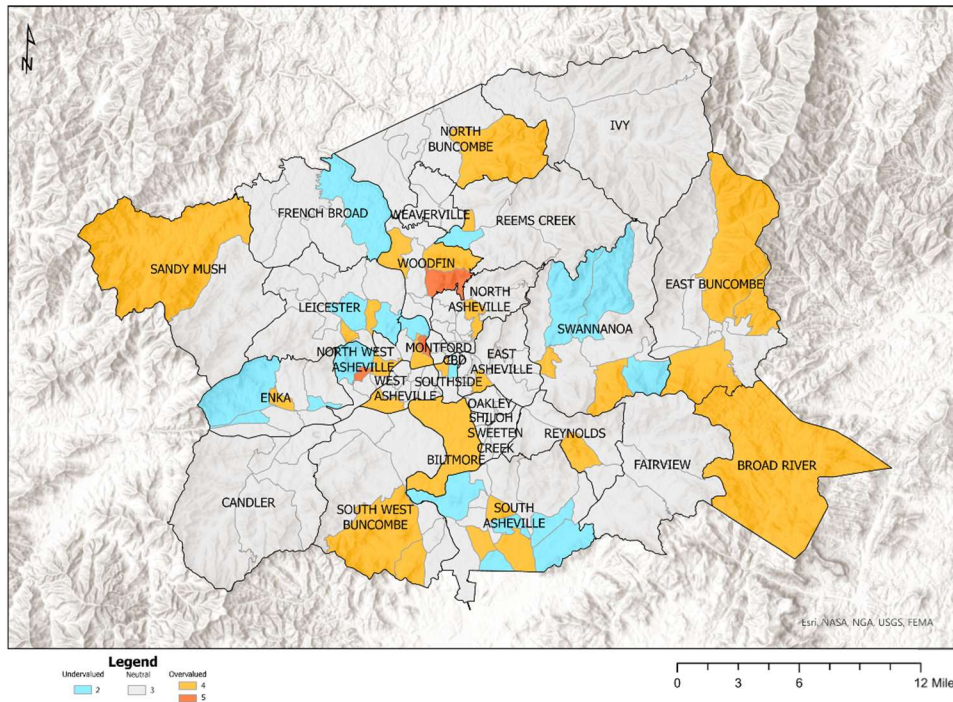 N
IVY
NORTH
BUNCOMBE
FRENCH BROAD
WEAVERVILLE
REEMS CREEK
SANDY MUSH
WOODFIN
EAST BUNCOMBE
NORTH
ASHEVILLE
LEICESTER
SWANNANOA
NORTH WEST
ASHEVILLE
MONTFORD
CBD
EAST
ASHEVILLE
WEST
ASHEVILLE
SOUTHSIDE
ENKA
OAKLEY
SHILOH
SWEETEN
CREEK
REYNOLDS
BILTMORE
FAIRVIEW
BROAD RIVER
CANDLER
SOUTH WEST
BUNCOMBE
SOUTH
ASHEVILLE
Esri, NASA, NGA, USGS, FEMA
Legend
Undervalued Neutral Overvalued
2 3 4
5
0 3 6 12 Mile